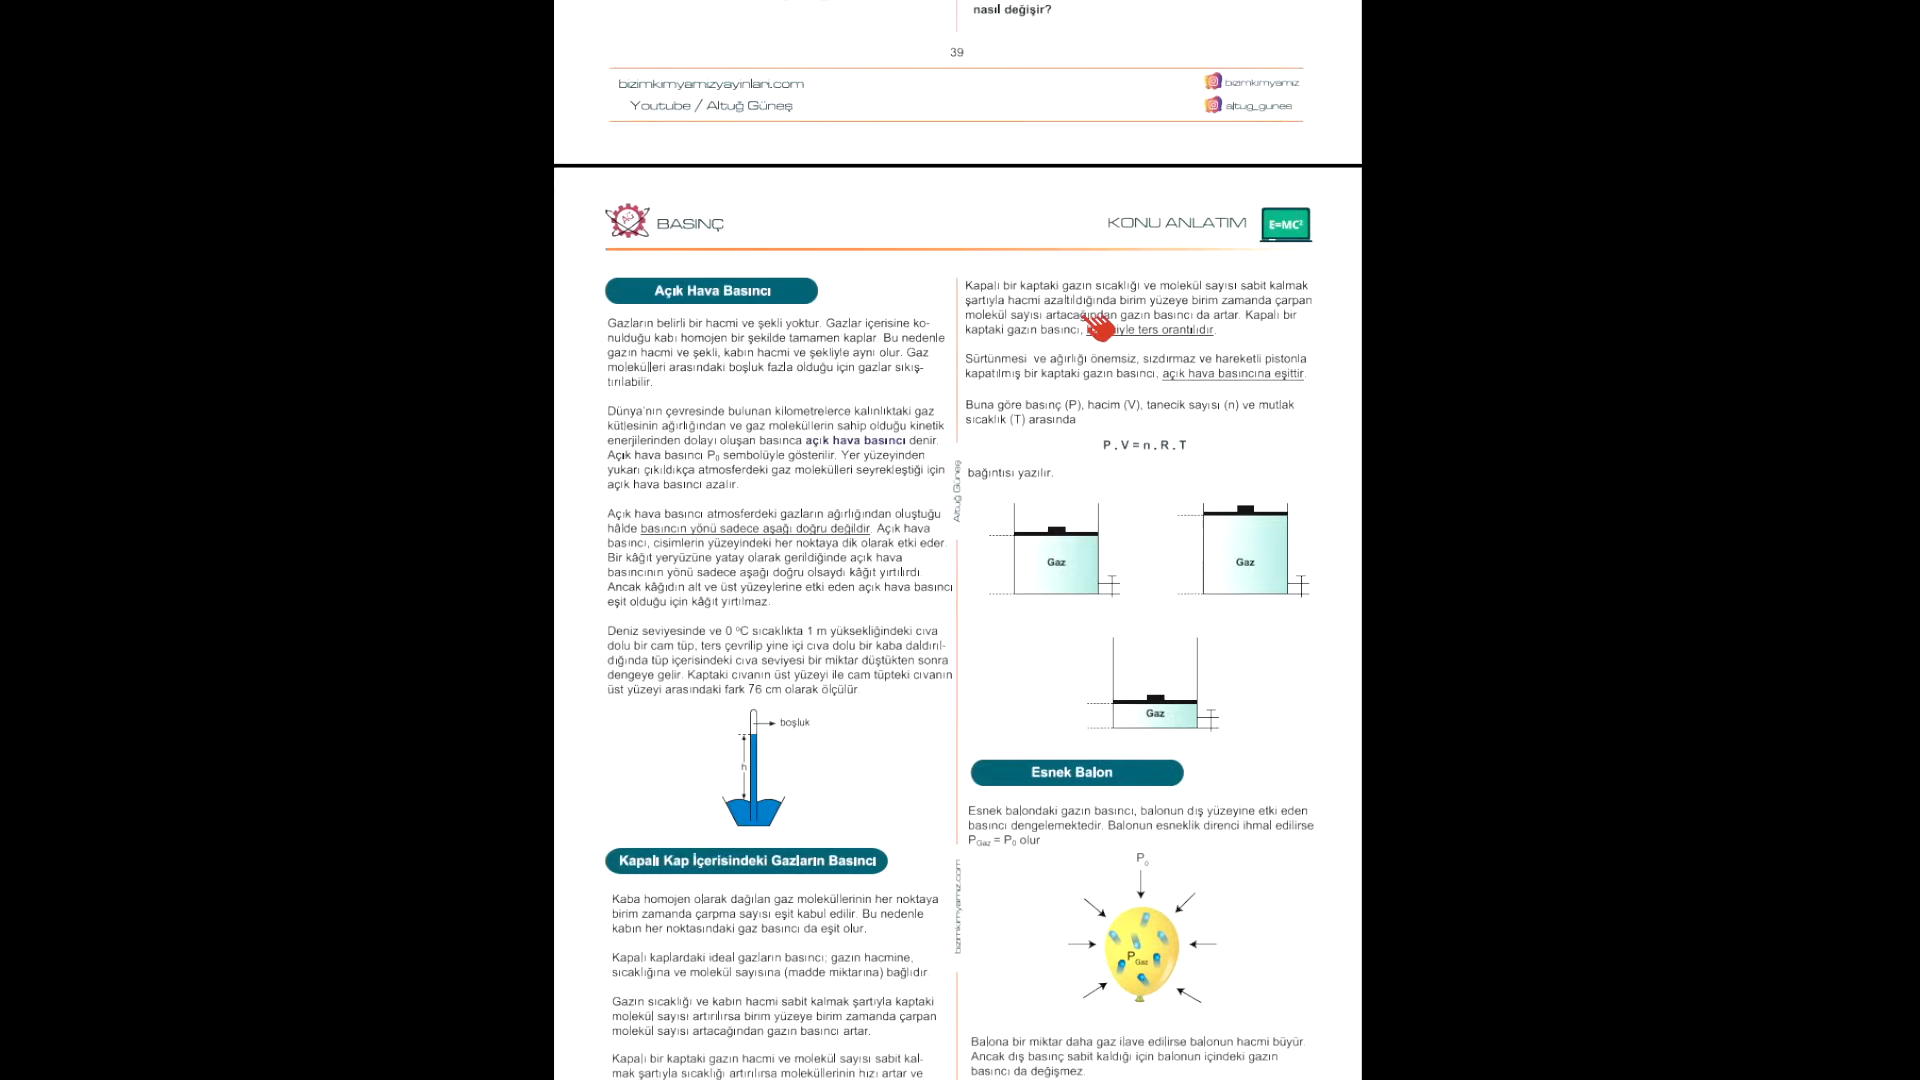 nasıl değişir?
39
bizimkimyamizyayinlari.com
Youtube / Altuğ Güneş
bizimkimyamiz
altug_gunes
AG
BASINÇ
KONU ANLATIM
E=MC²
Açık Hava Basıncı
Gazların belirli bir hacmi ve şekli yoktur. Gazlar içerisine ko-
nulduğu kabı homojen bir şekilde tamamen kaplar. Bu nedenle
gazın hacmi ve şekli, kabın hacmi ve şekliyle aynı olur. Gaz
molekülleri arasındaki boşluk fazla olduğu için gazlar sıkış-
tırılabilir.
Dünya'nın çevresinde bulunan kilometrelerce kalınlıktaki gaz
kütlesinin ağırlığından ve gaz moleküllerin sahip olduğu kinetik
enerjilerinden dolayı oluşan basınca açık hava basıncı denir.
Açık hava basıncı P₀ sembolüyle gösterilir. Yer yüzeyinden
yukarı çıkıldıkça atmosferdeki gaz molekülleri seyrekleştiği için
açık hava basıncı azalır.
Açık hava basıncı atmosferdeki gazların ağırlığından oluştuğu
hâlde basıncın yönü sadece aşağı doğru değildir. Açık hava
basıncı, cisimlerin yüzeyindeki her noktaya dik olarak etki eder.
Bir kâğıt yeryüzüne yatay olarak gerildiğinde açık hava
basıncının yönü sadece aşağı doğru olsaydı kâğıt yırtılırdı.
Ancak kâğıdın alt ve üst yüzeylerine etki eden açık hava basıncı
eşit olduğu için kâğıt yırtılmaz.
Deniz seviyesinde ve 0 ºC sıcaklıkta 1 m yüksekliğindeki cıva
dolu bir cam tüp, ters çevrilip yine içi cıva dolu bir kaba daldırıl-
dığında tüp içerisindeki cıva seviyesi bir miktar düştükten sonra
dengeye gelir. Kaptaki cıvanın üst yüzeyi ile cam tüpteki cıvanın
üst yüzeyi arasındaki fark 76 cm olarak ölçülür
boşluk
h
Kapalı Kap İçerisindeki Gazların Basıncı
Kaba homojen olarak dağılan gaz moleküllerinin her noktaya
birim zamanda çarpma sayısı eşit kabul edilir. Bu nedenle
kabın her noktasındaki gaz basıncı da eşit olur.
Kapalı kaplardaki ideal gazların basıncı; gazın hacmine,
sıcaklığına ve molekül sayısına (madde miktarına) bağlıdır.
Gazın sıcaklığı ve kabın hacmi sabit kalmak şartıyla kaptaki
molekül sayısı artırılırsa birim yüzeye birim zamanda çarpan
molekül sayısı artacağından gazın basıncı artar.
Kapalı bir kaptaki gazın hacmi ve molekül sayısı sabit kal-
mak şartıyla sıcaklığı artırılırsa moleküllerinin hızı artar ve
Altuğ Güneş
bizimkimyamiz.com
Kapalı bir kaptaki gazın sıcaklığı ve molekül sayısı sabit kalmak
şartıyla hacmi azaltıldığında birim yüzeye birim zamanda çarpan
molekül sayısı artacağından gazın basıncı da artar. Kapalı bir
kaptaki gazın basıncı, iyle ters orantılıdır.
Sürtünmesi ve ağırlığı önemsiz, sızdırmaz ve hareketli pistonla
kapatılmış bir kaptaki gazın basıncı, açık hava basıncına eşittir.
Buna göre basınç (P), hacim (V), tanecik sayısı (n) ve mutlak
sıcaklık (T) arasında
P . V = n . R . T
bağıntısı yazılır.
Gaz
Gaz
Gaz
Esnek Balon
Esnek balondaki gazın basıncı, balonun dış yüzeyine etki eden
basıncı dengelemektedir. Balonun esneklik direnci ihmal edilirse
P_Gaz = P₀ olur
P₀
P_Gaz
Balona bir miktar daha gaz ilave edilirse balonun hacmi büyür.
Ancak dış basınç sabit kaldığı için balonun içindeki gazın
basıncı da değişmez.